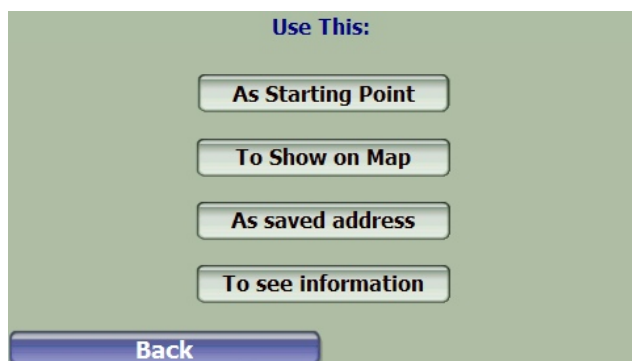 Use This:
As Starting Point
To Show on Map
As saved address
To see information
Back